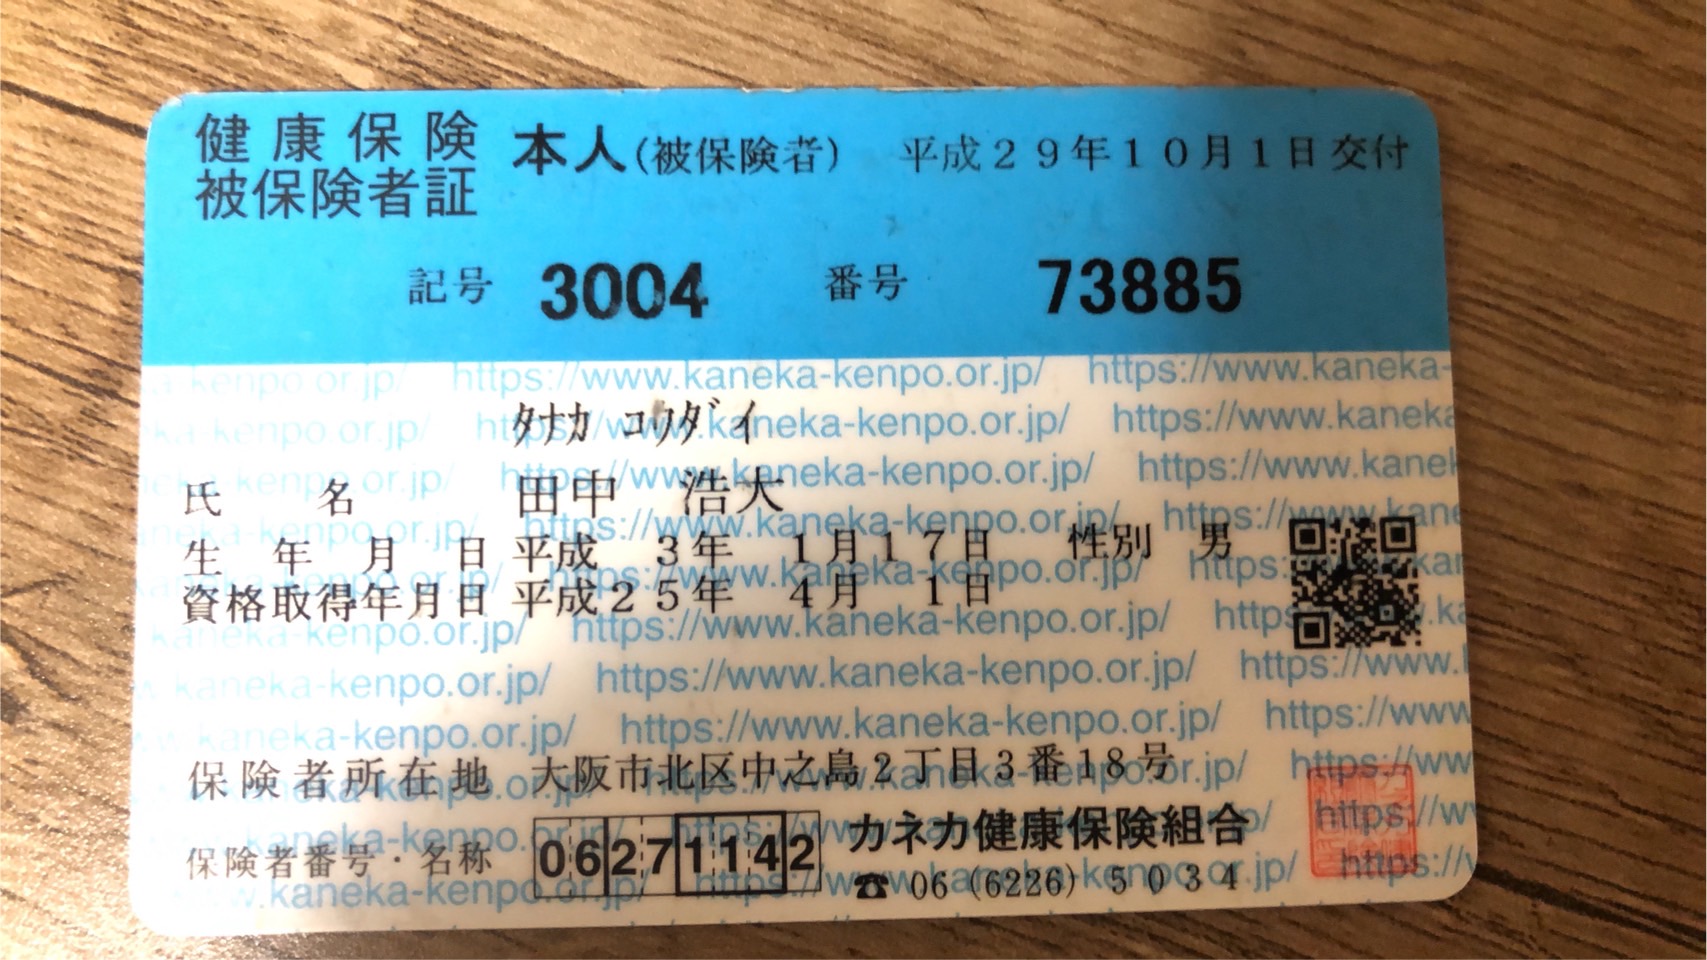 健康保険
被保険者証
本人(被保険者) 平成29年10月1日交付
記号 3004 番号 73885
タナカ コウダイ
氏名 田中 浩大
生年月日 平成 3年 1月17日 性別 男
資格取得年月日 平成25年 4月 1日
保険者所在地 大阪市北区中之島2丁目3番18号
保険者番号・名称 06271142 カネカ健康保険組合
☎ 06 (6226) 5034
https://www.kaneka-kenpo.or.jp/